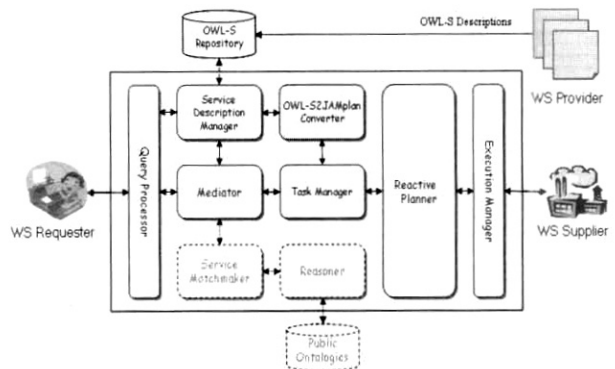 OWL-S
Repository
OWL-S Descriptions
WS Provider
Service
Description
Manager
OWL-S2JAMplan
Converter
Query Processor
Mediator
Task Manager
Reactive
Planner
Execution Manager
WS Requester
WS Supplier
Service
Matchmaker
Reasoner
Public
Ontologies